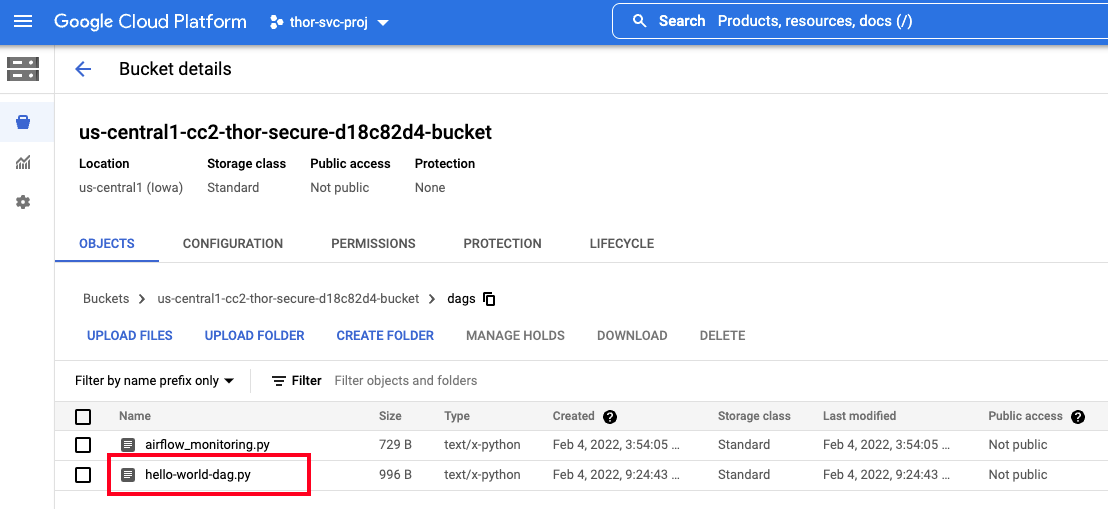 Google Cloud Platform thor-svc-proj Search Products, resources, docs (/)
Bucket details
us-central1-cc2-thor-secure-d18c82d4-bucket
Location Storage class Public access Protection
us-central1 (Iowa) Standard Not public None
OBJECTS CONFIGURATION PERMISSIONS PROTECTION LIFECYCLE
Buckets us-central1-cc2-thor-secure-d18c82d4-bucket dags
UPLOAD FILES UPLOAD FOLDER CREATE FOLDER MANAGE HOLDS DOWNLOAD DELETE
Filter by name prefix only Filter Filter objects and folders
Name Size Type Created ? Storage class Last modified Public access ?
airflow_monitoring.py 729 B text/x-python Feb 4, 2022, 3:54:05 ... Standard Feb 4, 2022, 3:54:05 ... Not public
hello-world-dag.py 996 B text/x-python Feb 4, 2022, 9:24:43 ... Standard Feb 4, 2022, 9:24:43 ... Not public